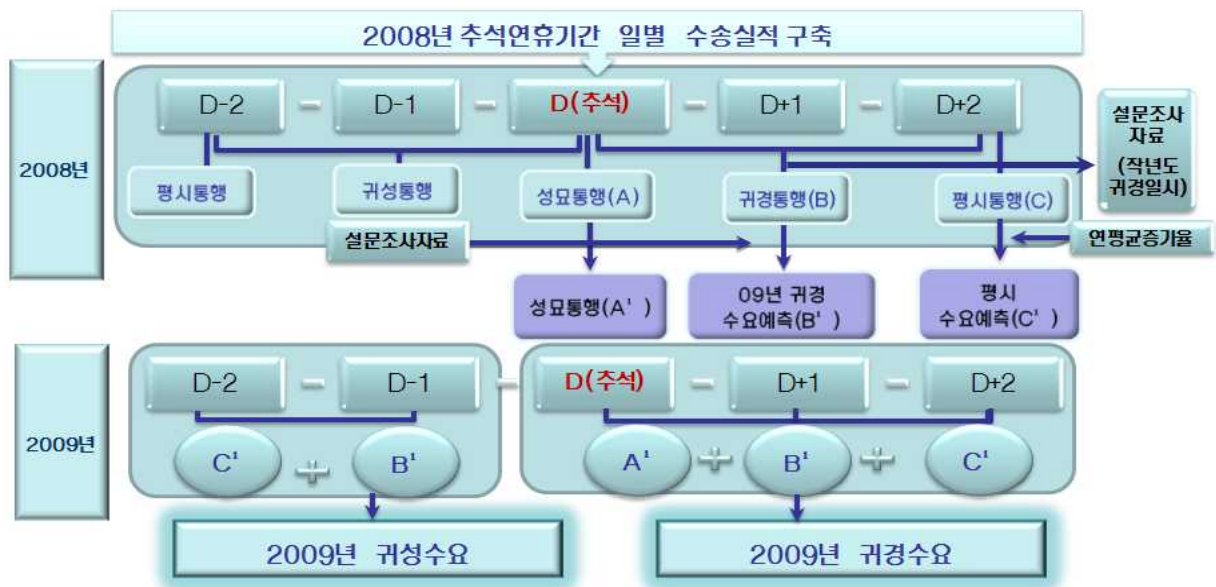 2008년 추석연휴기간 일별 수송실적 구축
2008년
D-2 - D-1 - D(추석) - D+1 - D+2
설문조사
자료
(작년도
귀경일시)
평시통행
귀성통행
성묘통행(A)
귀경통행(B)
평시통행(C)
설문조사자료
연평균증가율
성묘통행(A')
09년 귀경
수요예측(B')
평시
수요예측(C')
2009년
D-2 - D-1 - D(추석) - D+1 - D+2
C' + B'
A' + B' + C'
2009년 귀성수요
2009년 귀경수요